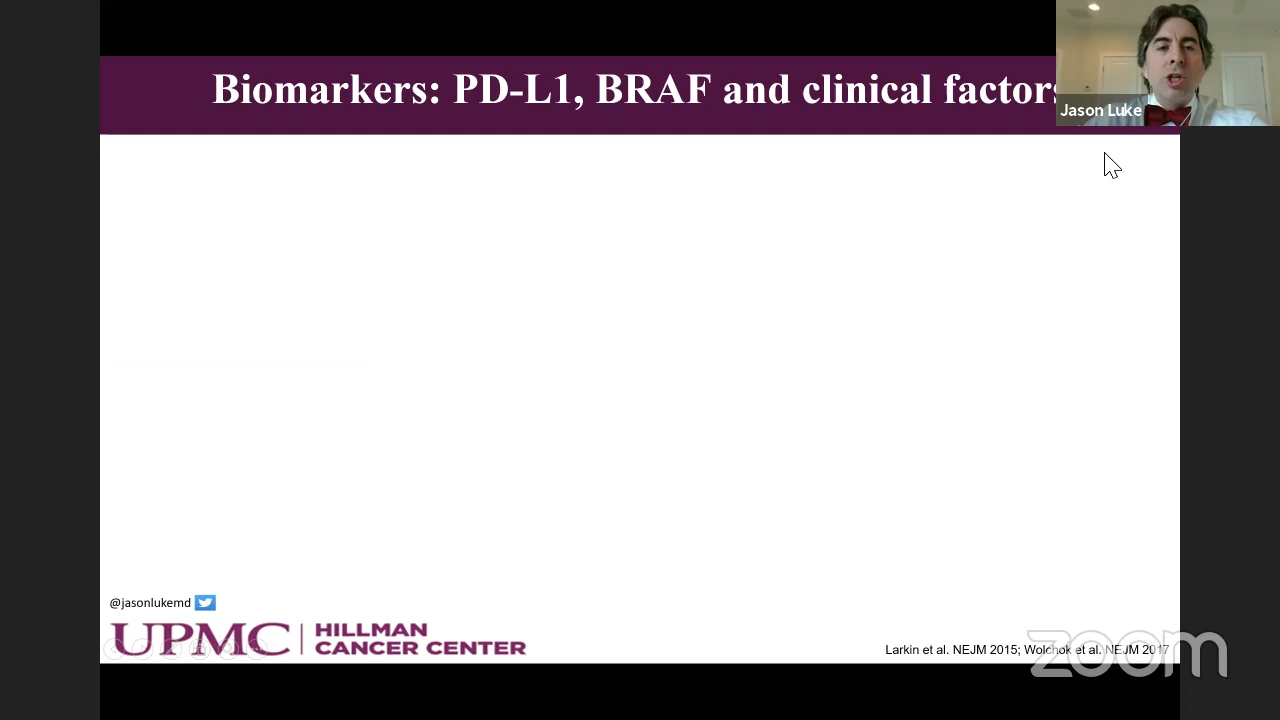 Biomarkers: PD-L1, BRAF and clinical factors
Jason Luke
@jasonlukemd
UPMC | HILLMAN
CANCER CENTER
Larkin et al. NEJM 2015; Wolchok et al. NEJM 2017
zoom